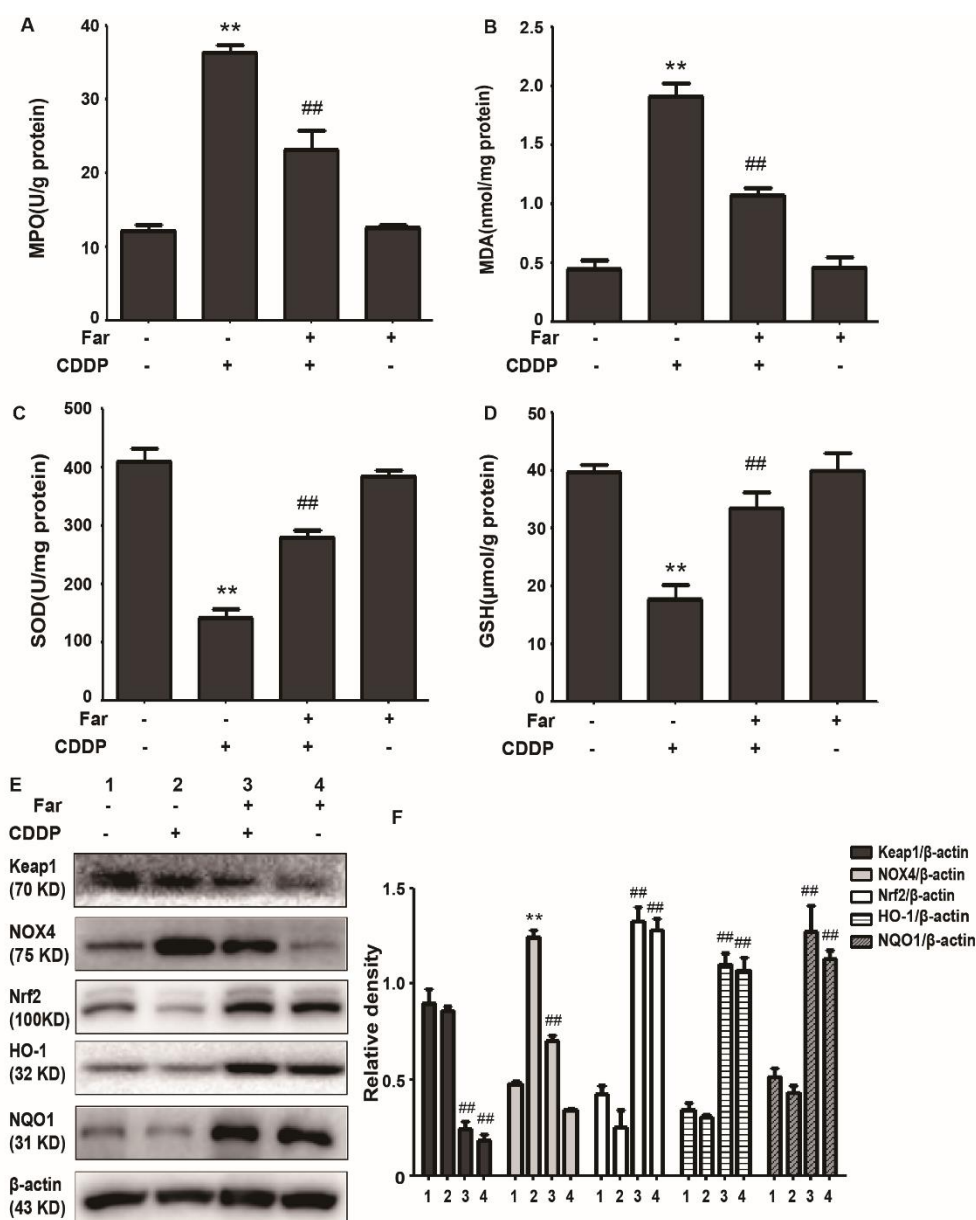 A
MPO(U/g protein)
40
30
20
10
0
**
##
Far - - + +
CDDP - + + -
B
MDA(nmol/mg protein)
2.5
2.0
1.5
1.0
0.5
0.0
**
##
Far - - + +
CDDP - + + -
C
SOD(U/mg protein)
500
400
300
200
100
0
**
##
Far - - + +
CDDP - + + -
D
GSH(μmol/g protein)
50
40
30
20
10
0
**
##
Far - - + +
CDDP - + + -
E 1 2 3 4
Far - - + +
CDDP - + + -
Keap1
(70 KD)
NOX4
(75 KD)
Nrf2
(100KD)
HO-1
(32 KD)
NQO1
(31 KD)
β-actin
(43 KD)
F
Keap1/β-actin
NOX4/β-actin
Nrf2/β-actin
HO-1/β-actin
NQO1/β-actin
Relative density
1.5
1.0
0.5
0
## ## ** ## ## ## ## ## ## ##
1 2 3 4 1 2 3 4 1 2 3 4 1 2 3 4 1 2 3 4